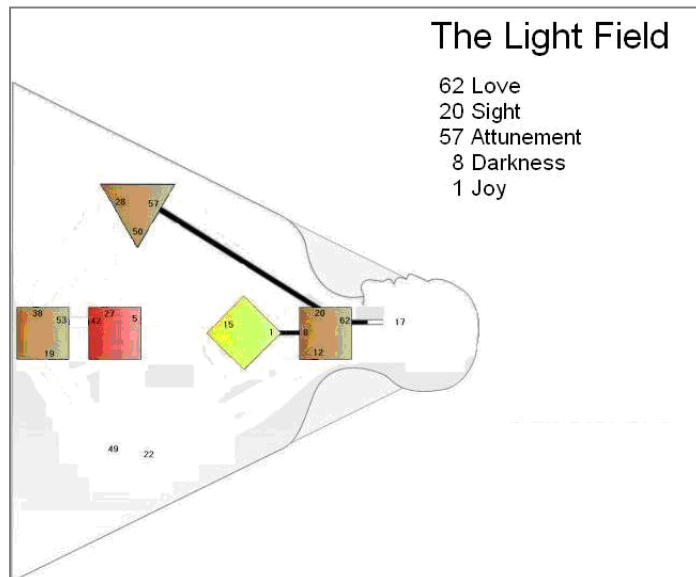 The Light Field
62 Love
20 Sight
57 Attunement
8 Darkness
1 Joy
28 57
50
38
53
19
27
42 5
15
1
20
8 62
12
17
49
22